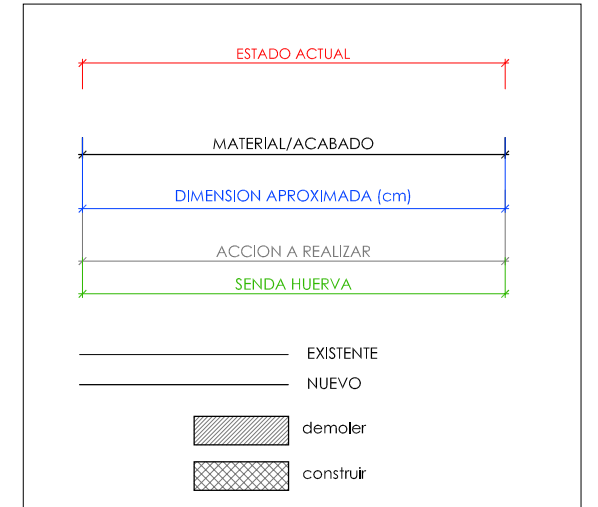 ESTADO ACTUAL
MATERIAL/ACABADO
DIMENSION APROXIMADA (cm)
ACCION A REALIZAR
SENDA HUERVA
EXISTENTE
NUEVO
demoler
construir